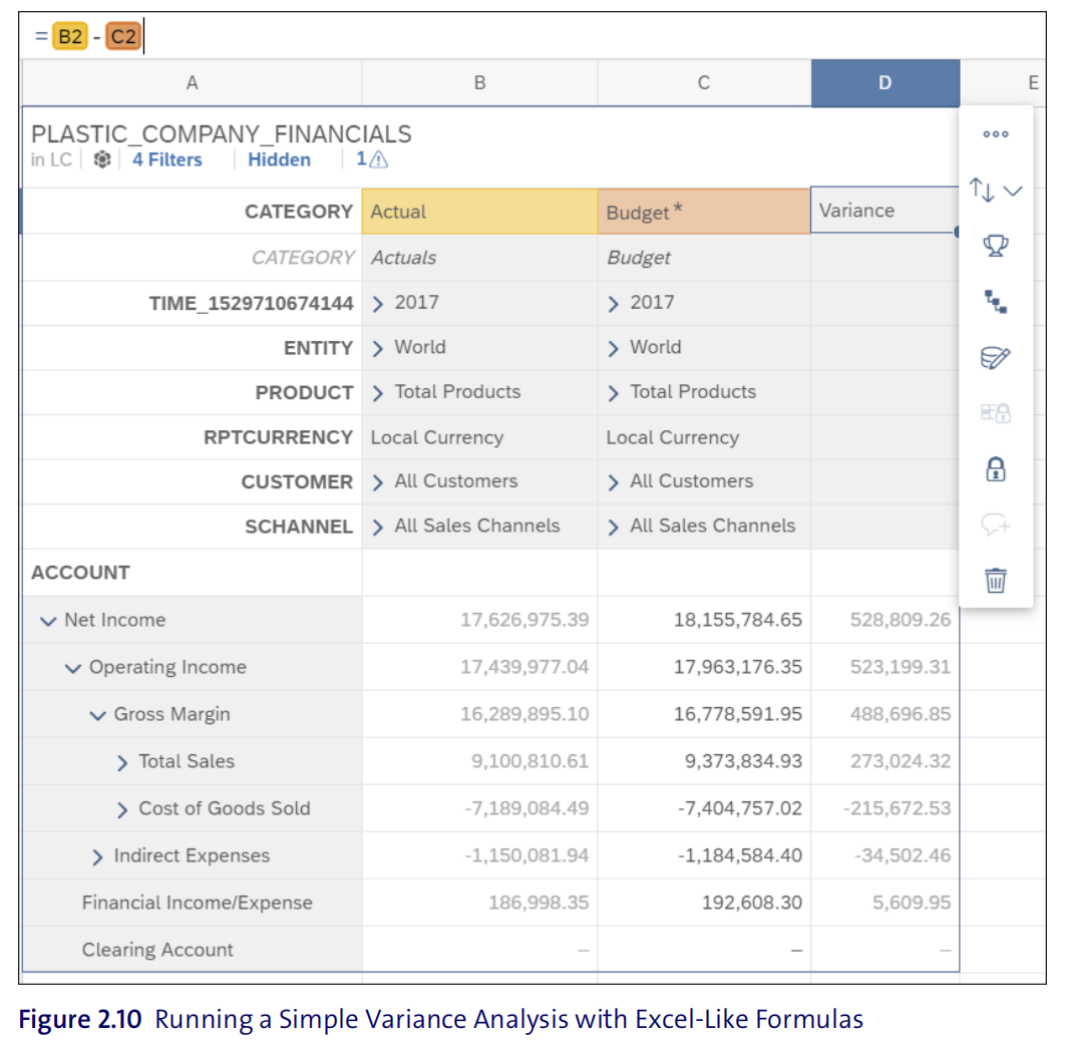 = B2 - C2
A B C D E
PLASTIC_COMPANY_FINANCIALS
in LC 4 Filters Hidden 1
CATEGORY Actual Budget* Variance
CATEGORY Actuals Budget
TIME_1529710674144 2017 2017
ENTITY World World
PRODUCT Total Products Total Products
RPTCURRENCY Local Currency Local Currency
CUSTOMER All Customers All Customers
SCHANNEL All Sales Channels All Sales Channels
ACCOUNT
Net Income 17,626,975.39 18,155,784.65 528,809.26
Operating Income 17,439,977.04 17,963,176.35 523,199.31
Gross Margin 16,289,895.10 16,778,591.95 488,696.85
Total Sales 9,100,810.61 9,373,834.93 273,024.32
Cost of Goods Sold -7,189,084.49 -7,404,757.02 -215,672.53
Indirect Expenses -1,150,081.94 -1,184,584.40 -34,502.46
Financial Income/Expense 186,998.35 192,608.30 5,609.95
Clearing Account – – –
Figure 2.10 Running a Simple Variance Analysis with Excel-Like Formulas